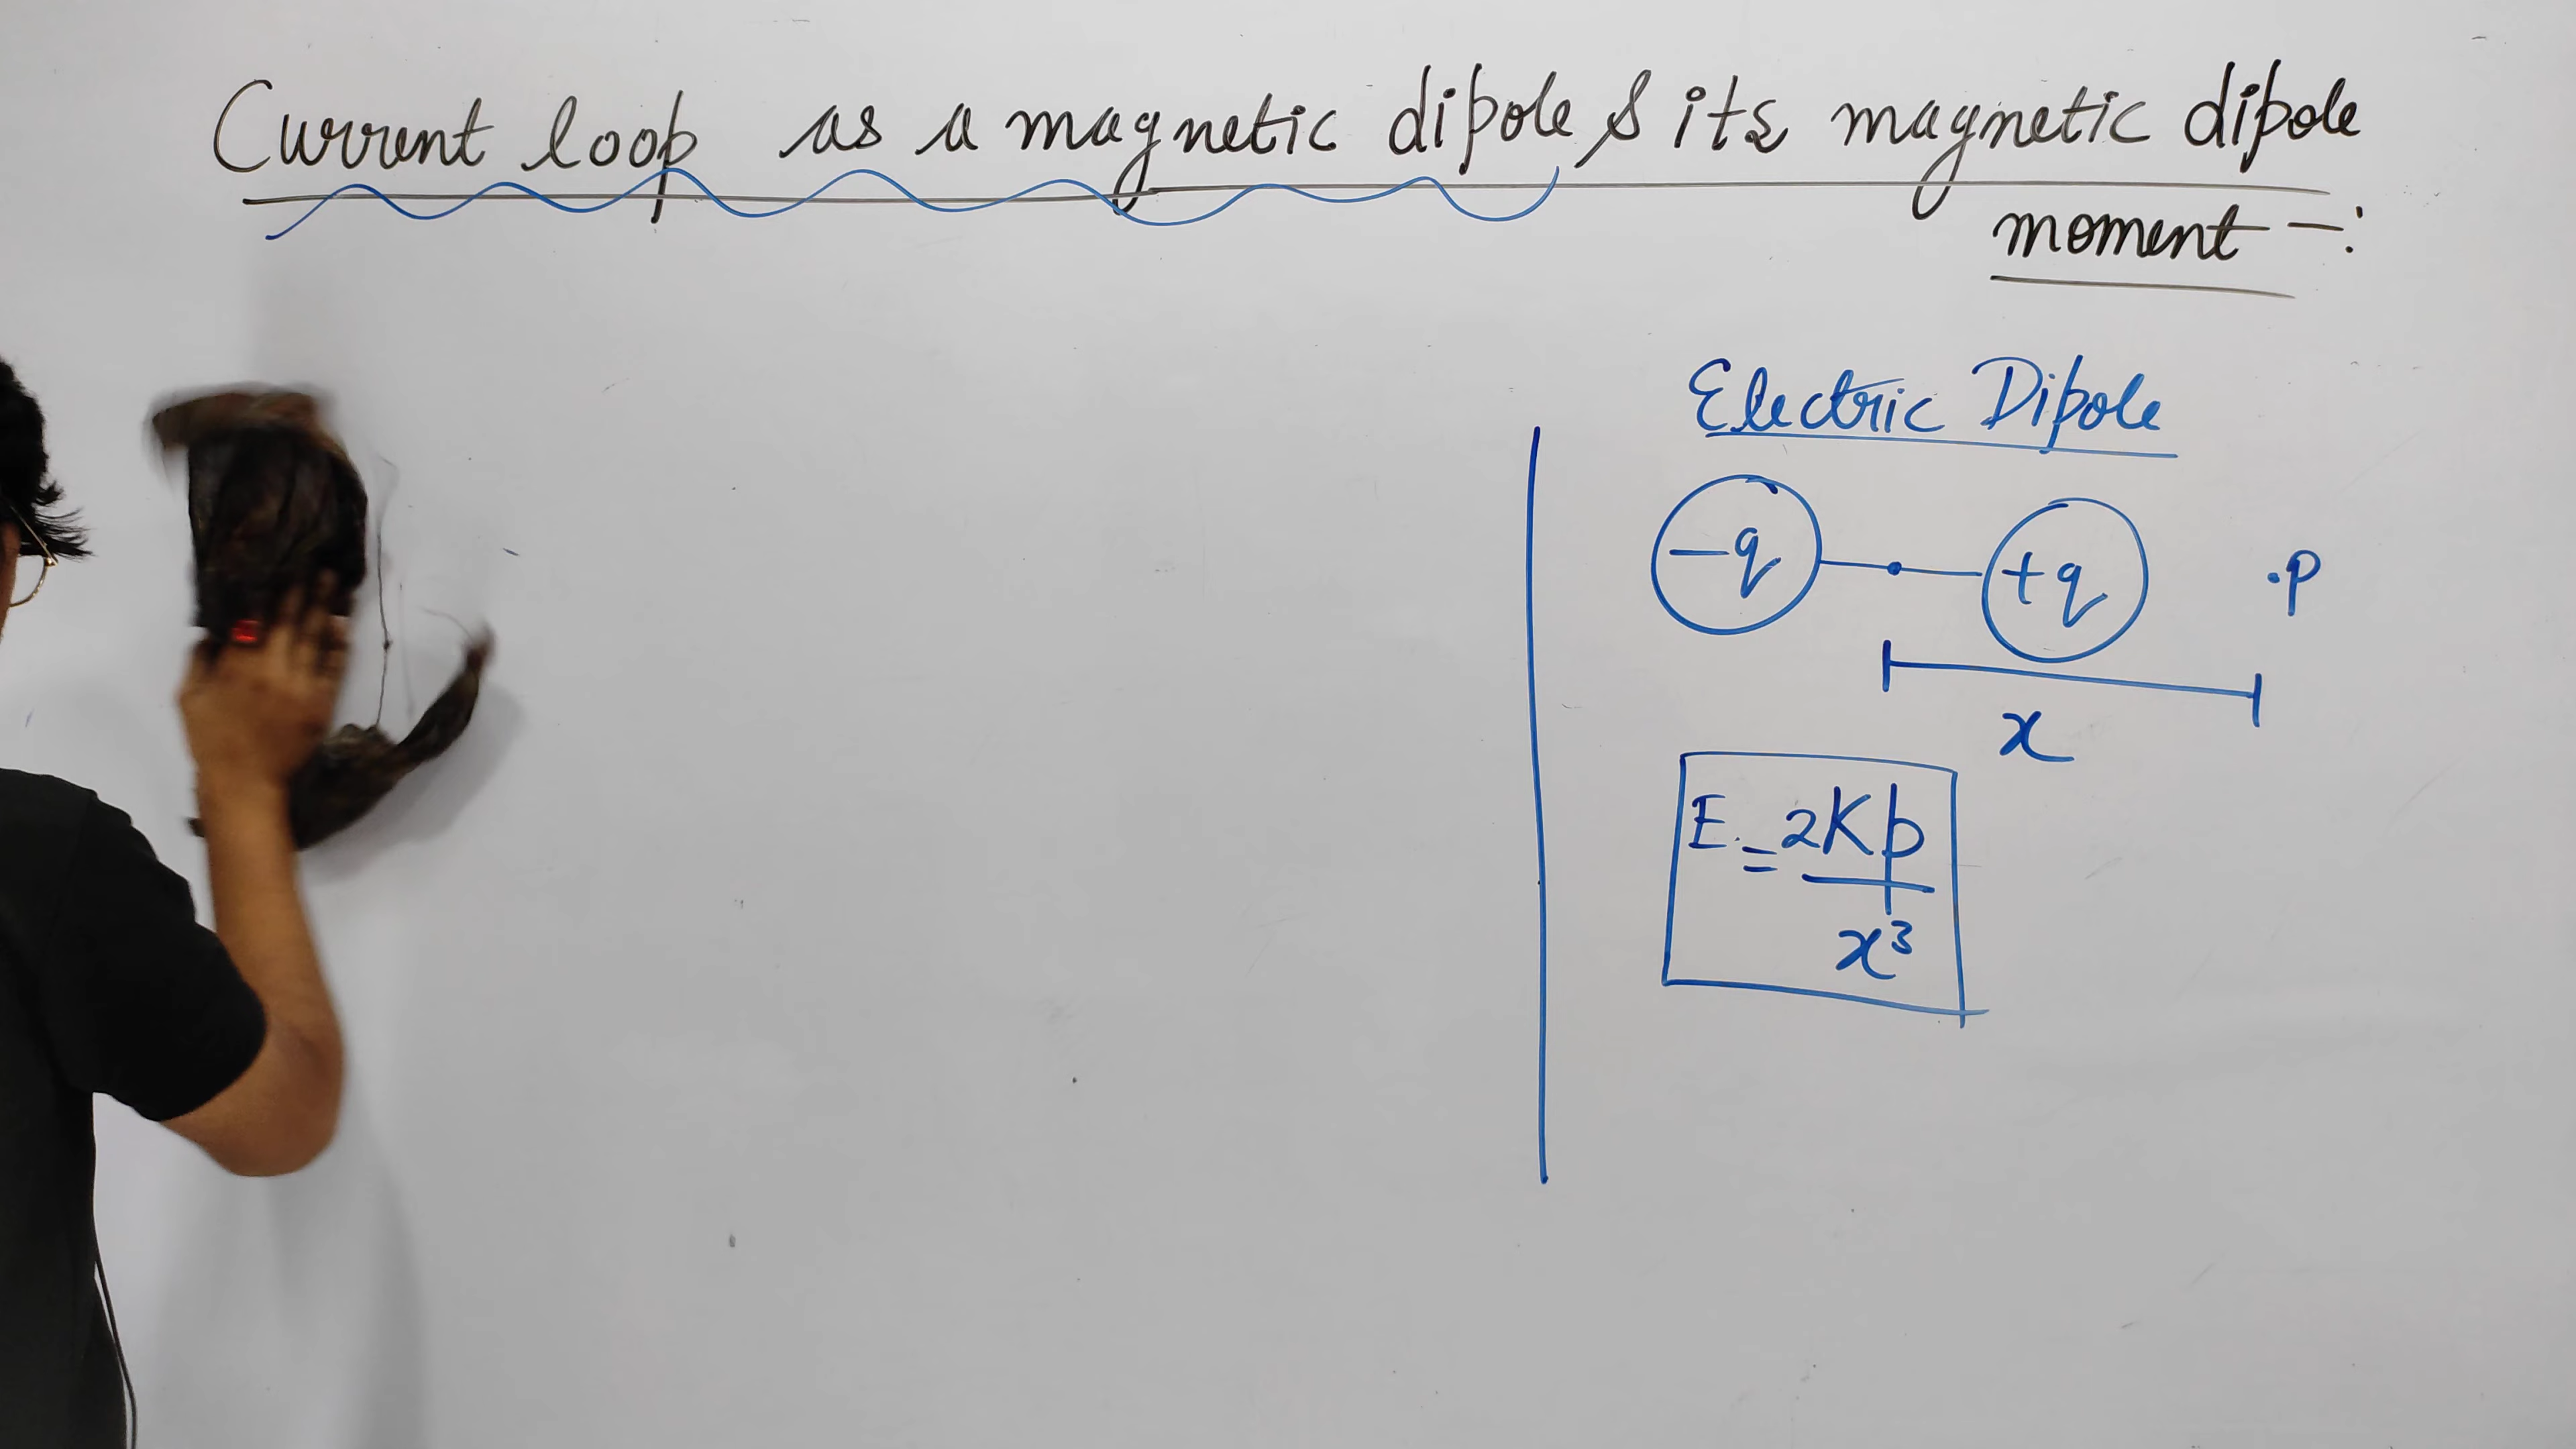 Current loop as a magnetic dipole & its magnetic dipole
moment -:
Electric Dipole
-q +q .P
x
E = 2Kp
x³